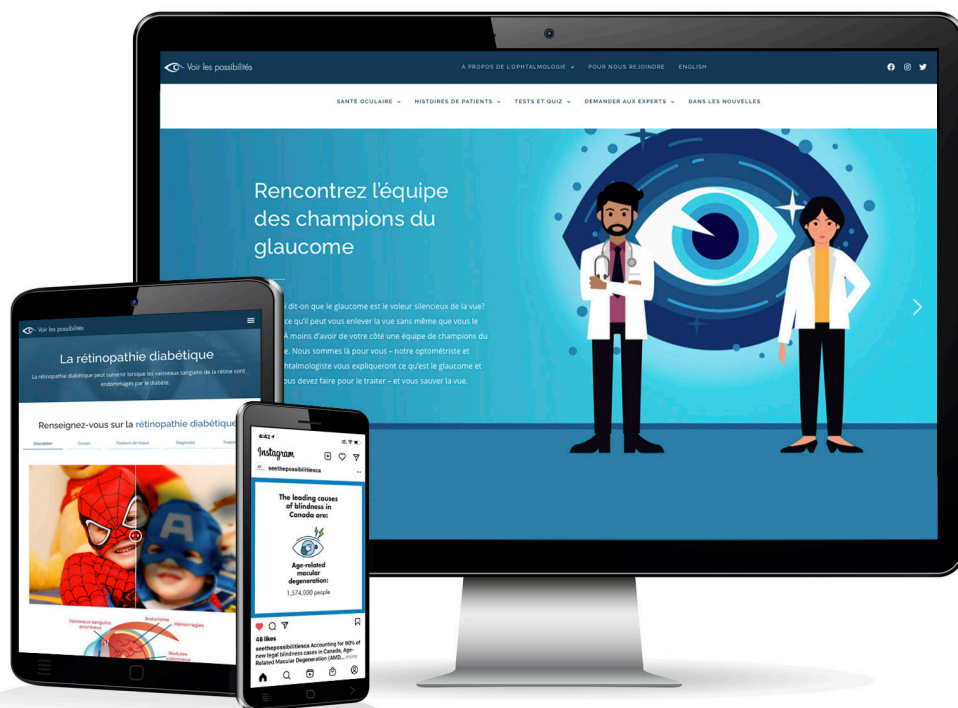 Voir les possibilités
À PROPOS DE L'OPHTALMOLOGIE
POUR NOUS REJOINDRE
ENGLISH
SANTÉ OCULAIRE
HISTOIRES DE PATIENTS
TESTS ET QUIZ
DEMANDER AUX EXPERTS
DANS LES NOUVELLES
Rencontrez l'équipe
des champions du
glaucome
dit-on que le glaucome est le voleur silencieux de la vue?
ce qu'il peut vous enlever la vue sans même que vous le
À moins d'avoir de votre côté une équipe de champions du
Nous sommes là pour vous – notre optométriste et
vous expliqueront ce qu'est le glaucome et
devez faire pour le traiter – et vous sauver la vue.
Voir les possibilités
La rétinopathie diabétique
La rétinopathie diabétique peut survenir lorsque les vaisseaux sanguins de la rétine sont
endommagés par le diabète.
Renseignez-vous sur la rétinopathie diabétique
Description
Causes
Facteurs de risque
Diagnostic
A
Vaisseaux sanguins
anormaux
Anévrisme
Hémorragies
Nodules
4:42
Instagram
seethepossibilitiesca
The leading causes
of blindness in
Canada are:
Age-related
macular
degeneration:
1,574,000 people
48 likes
seethepossibilitiesca Accounting for 90% of
new legal blindness cases in Canada, Age-
Related Macular Degeneration (AMD... more